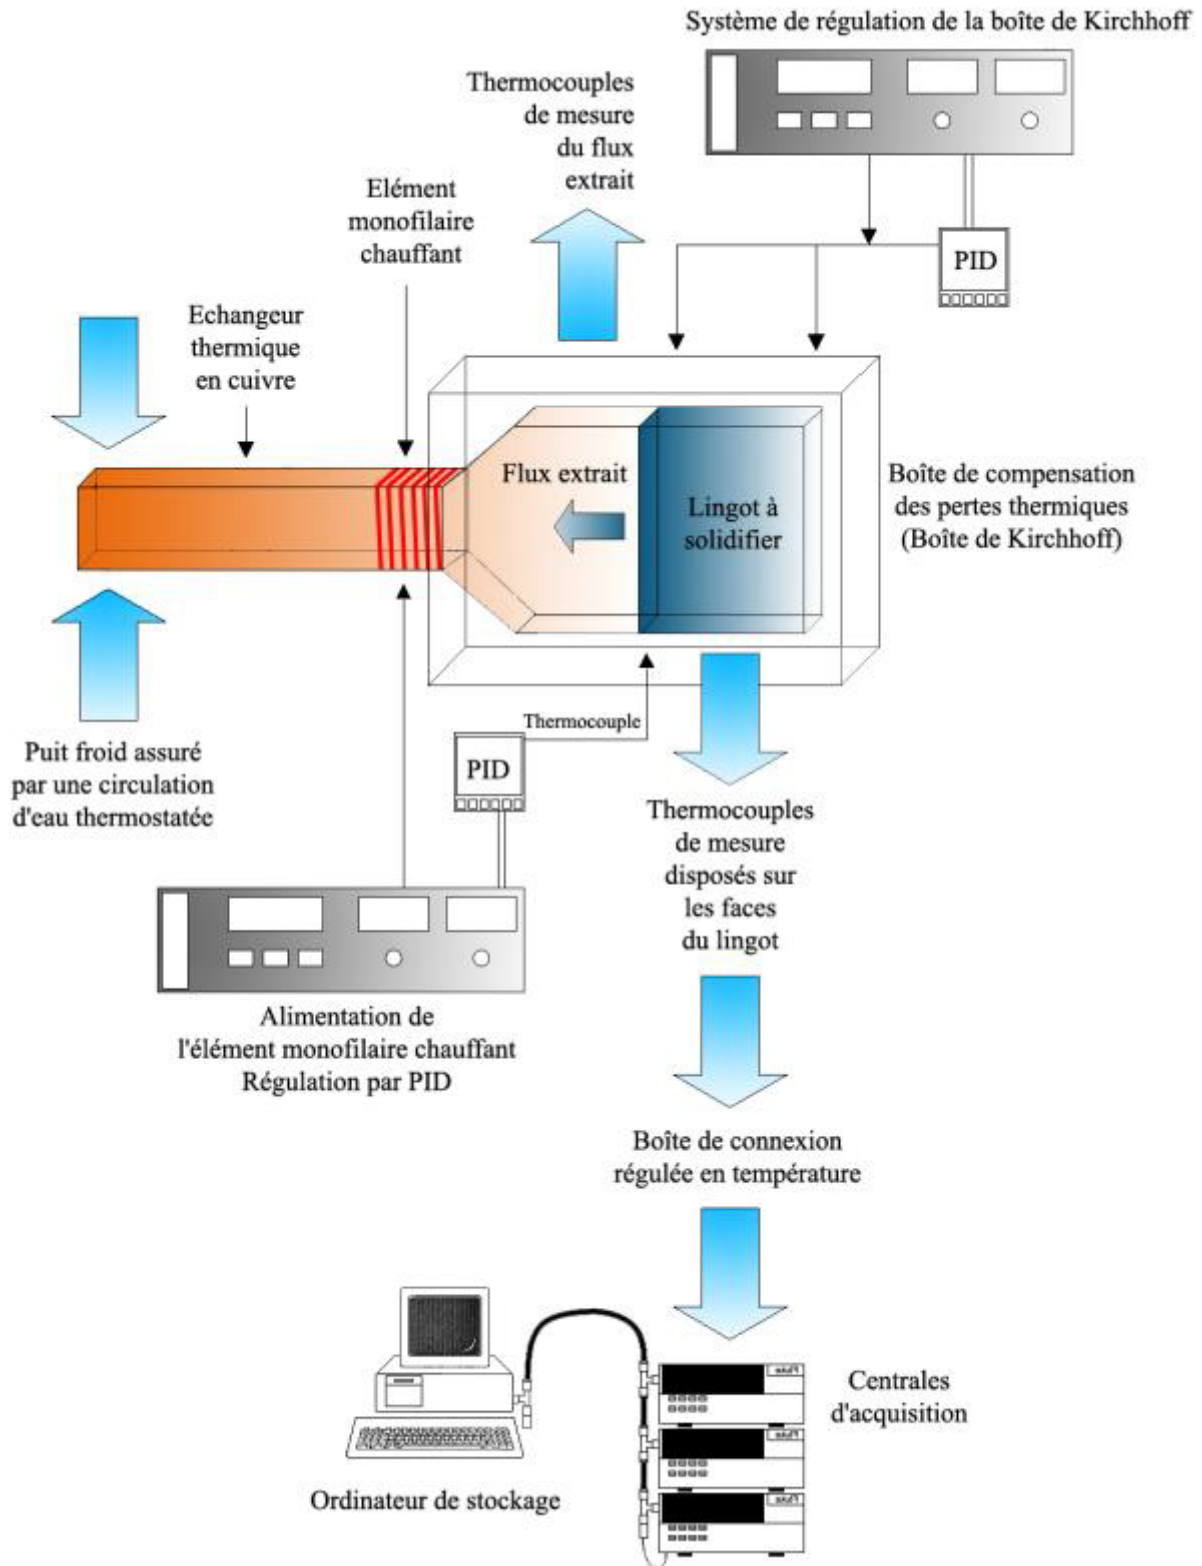 Système de régulation de la boîte de Kirchhoff
Thermocouples
de mesure
du flux
extrait
Elément
monofilaire
chauffant
PID
Echangeur
thermique
en cuivre
Flux extrait
Lingot à
solidifier
Boîte de compensation
des pertes thermiques
(Boîte de Kirchhoff)
Thermocouple
PID
Puit froid assuré
par une circulation
d'eau thermostatée
Thermocouples
de mesure
disposés sur
les faces
du lingot
Alimentation de
l'élément monofilaire chauffant
Régulation par PID
Boîte de connexion
régulée en température
Centrales
d'acquisition
Ordinateur de stockage